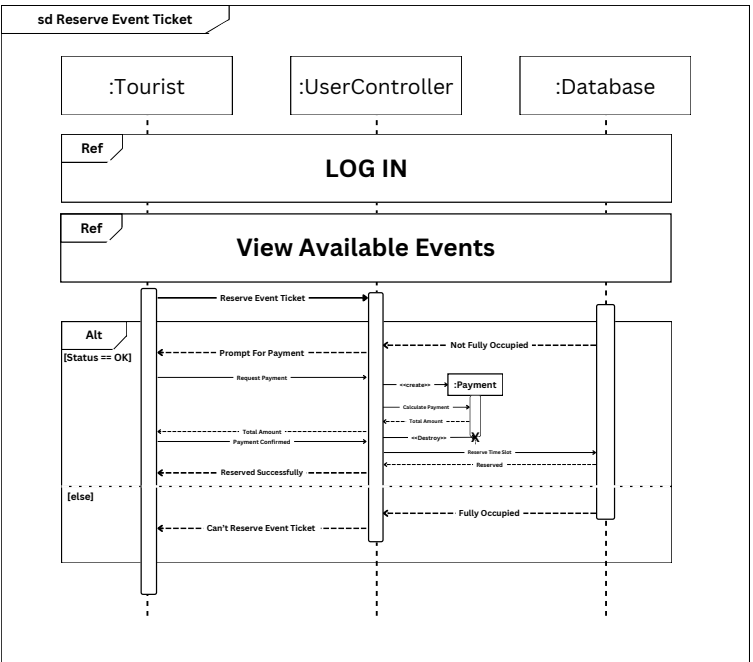 sd Reserve Event Ticket
:Tourist
:UserController
:Database
Ref
LOG IN
Ref
View Available Events
Reserve Event Ticket
Alt
[Status == OK]
Not Fully Occupied
Prompt For Payment
Request Payment
<<create>>
:Payment
Calculate Payment
Total Amount
Total Amount
<<Destroy>>
X
Payment Confirmed
Reserve Time Slot
Reserved
Reserved Successfully
[else]
Fully Occupied
Can't Reserve Event Ticket